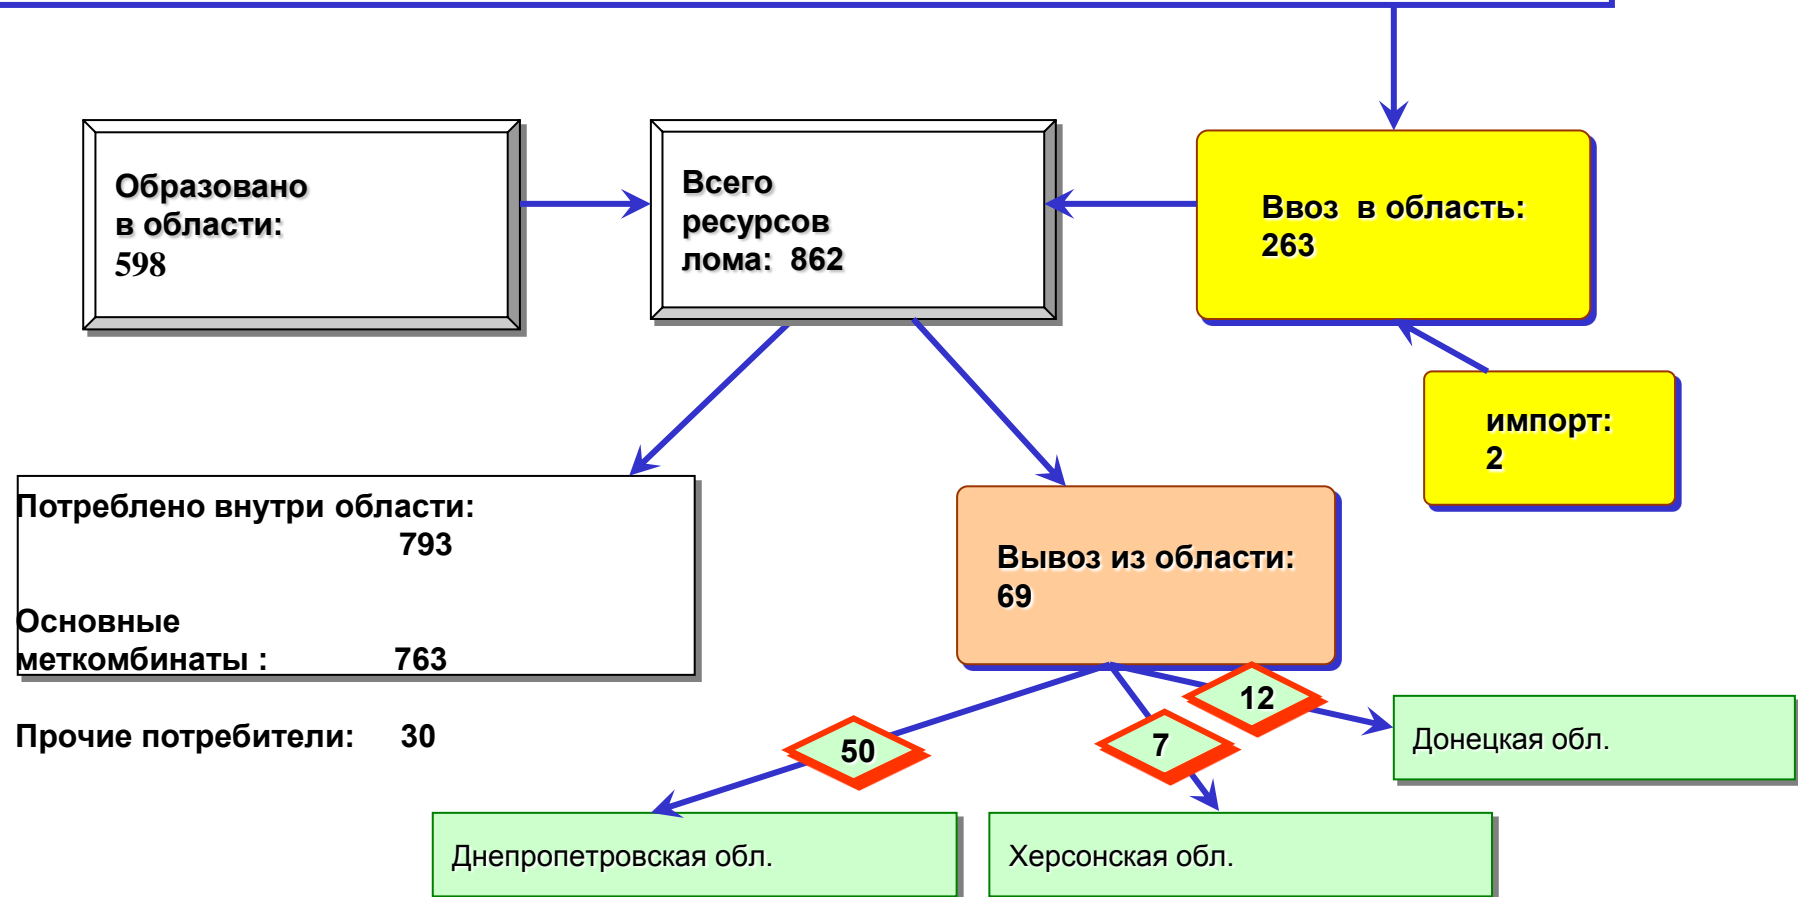 Образовано
в области:
598
Всего
ресурсов
лома: 862
Ввоз в область:
263
импорт:
2
Потреблено внутри области:
793
Основные
меткомбинаты : 763
Прочие потребители: 30
Вывоз из области:
69
12
7
50
Донецкая обл.
Днепропетровская обл.
Херсонская обл.